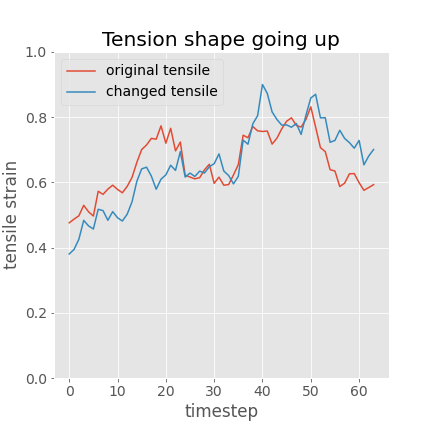 Tension shape going up
original tensile
changed tensile
1.0
0.8
0.6
0.4
0.2
0.0
tensile strain
0 10 20 30 40 50 60
timestep